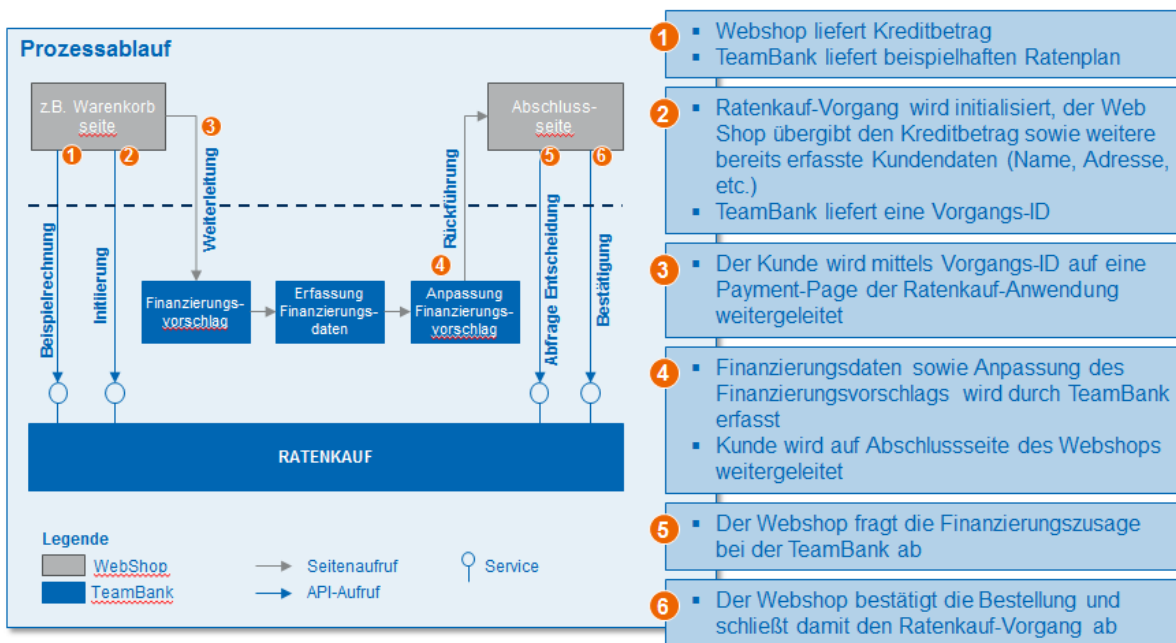 Prozessablauf
z.B. Warenkorb
seite
1
2
3
Weiterleitung
Abschluss-
seite
5
6
Rückführung
4
Beispielrechnung
Initiierung
Abfrage Entscheidung
Bestätigung
Finanzierungs-
vorschlag
Erfassung
Finanzierungs-
daten
Anpassung
Finanzierungs-
vorschlag
RATENKAUF
Legende
WebShop
Seitenaufruf
Service
TeamBank
API-Aufruf
1
▪ Webshop liefert Kreditbetrag
▪ TeamBank liefert beispielhaften Ratenplan
2
▪ Ratenkauf-Vorgang wird initialisiert, der Web
Shop übergibt den Kreditbetrag sowie weitere
bereits erfasste Kundendaten (Name, Adresse,
etc.)
▪ TeamBank liefert eine Vorgangs-ID
3
▪ Der Kunde wird mittels Vorgangs-ID auf eine
Payment-Page der Ratenkauf-Anwendung
weitergeleitet
4
▪ Finanzierungsdaten sowie Anpassung des
Finanzierungsvorschlags wird durch TeamBank
erfasst
▪ Kunde wird auf Abschlussseite des Webshops
weitergeleitet
5
▪ Der Webshop fragt die Finanzierungszusage
bei der TeamBank ab
6
▪ Der Webshop bestätigt die Bestellung und
schließt damit den Ratenkauf-Vorgang ab